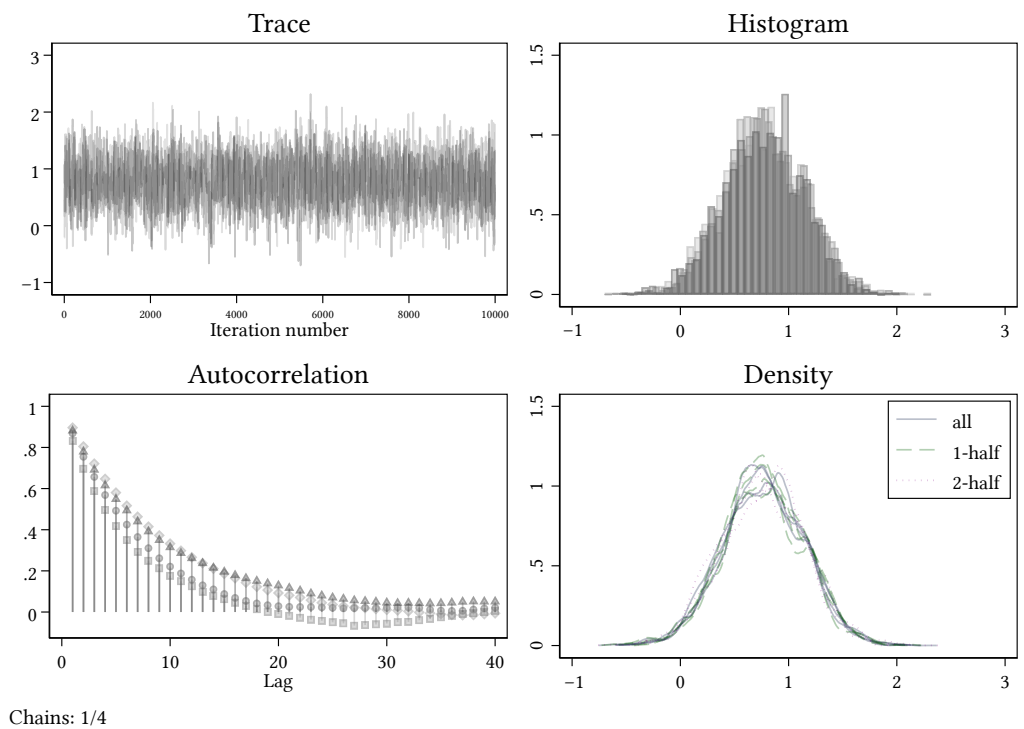 Trace
3
2
1
0
−1
0 2000 4000 6000 8000 10000
Iteration number
Histogram
1.5
1
.5
0
−1 0 1 2 3
Autocorrelation
1
.8
.6
.4
.2
0
0 10 20 30 40
Lag
Density
1.5
1
.5
0
−1 0 1 2 3
all
1-half
2-half
Chains: 1/4